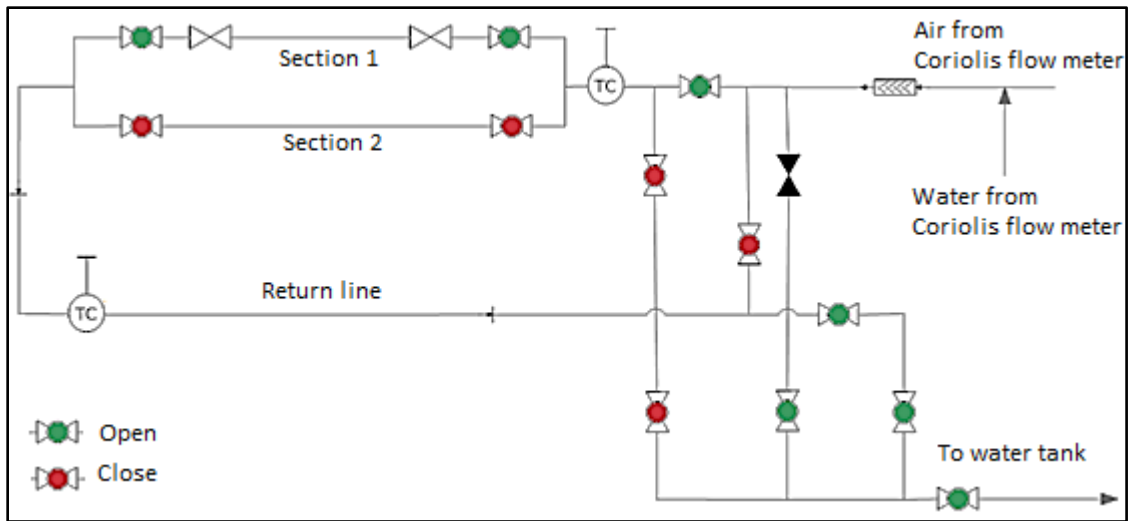 Air from
Coriolis flow meter
Section 1
TC
Section 2
Water from
Coriolis flow meter
Return line
TC
Open
To water tank
Close